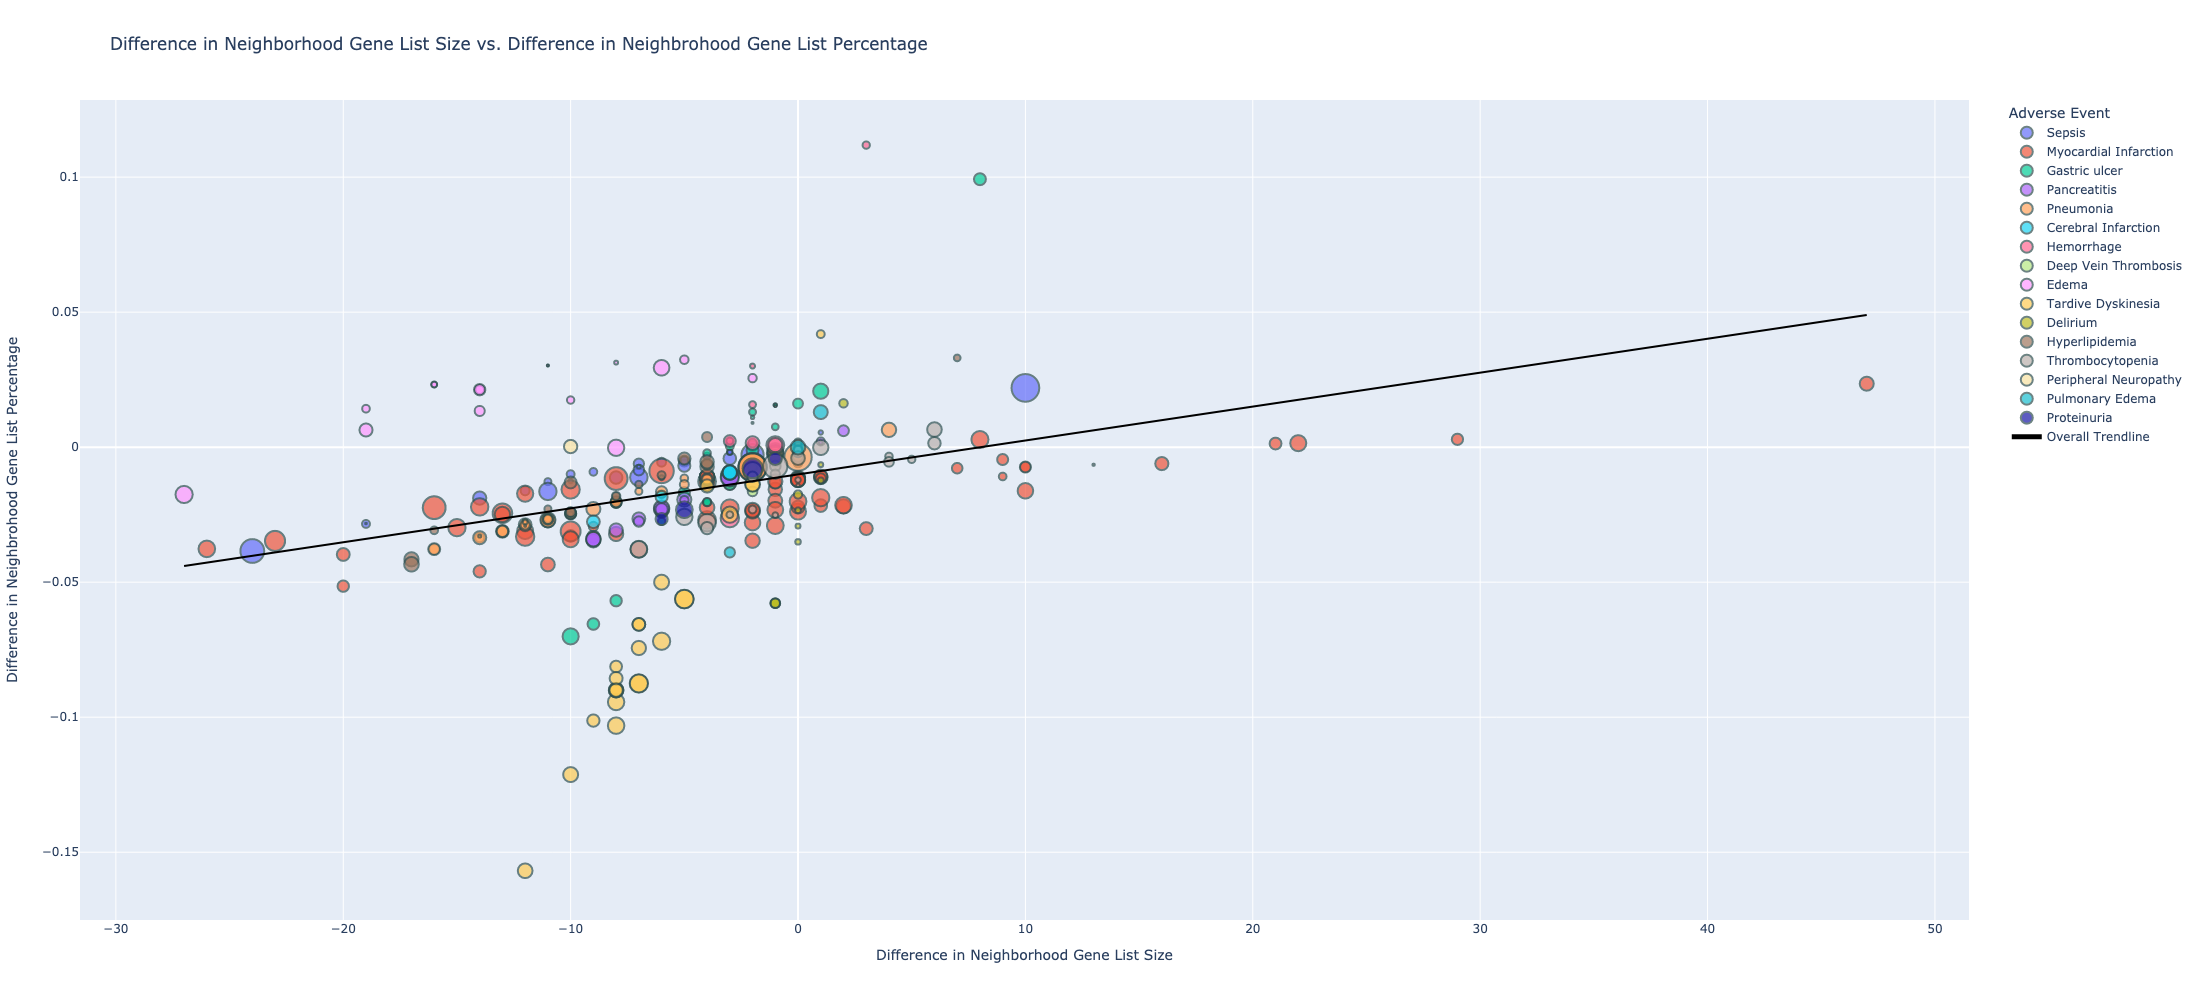 Difference in Neighborhood Gene List Size vs. Difference in Neighbrohood Gene List Percentage
Difference in Neighbrohood Gene List Percentage
0.1
0.05
0
−0.05
−0.1
−0.15
−30
−20
−10
0
10
20
30
40
50
Difference in Neighborhood Gene List Size
Adverse Event
Sepsis
Myocardial Infarction
Gastric ulcer
Pancreatitis
Pneumonia
Cerebral Infarction
Hemorrhage
Deep Vein Thrombosis
Edema
Tardive Dyskinesia
Delirium
Hyperlipidemia
Thrombocytopenia
Peripheral Neuropathy
Pulmonary Edema
Proteinuria
Overall Trendline